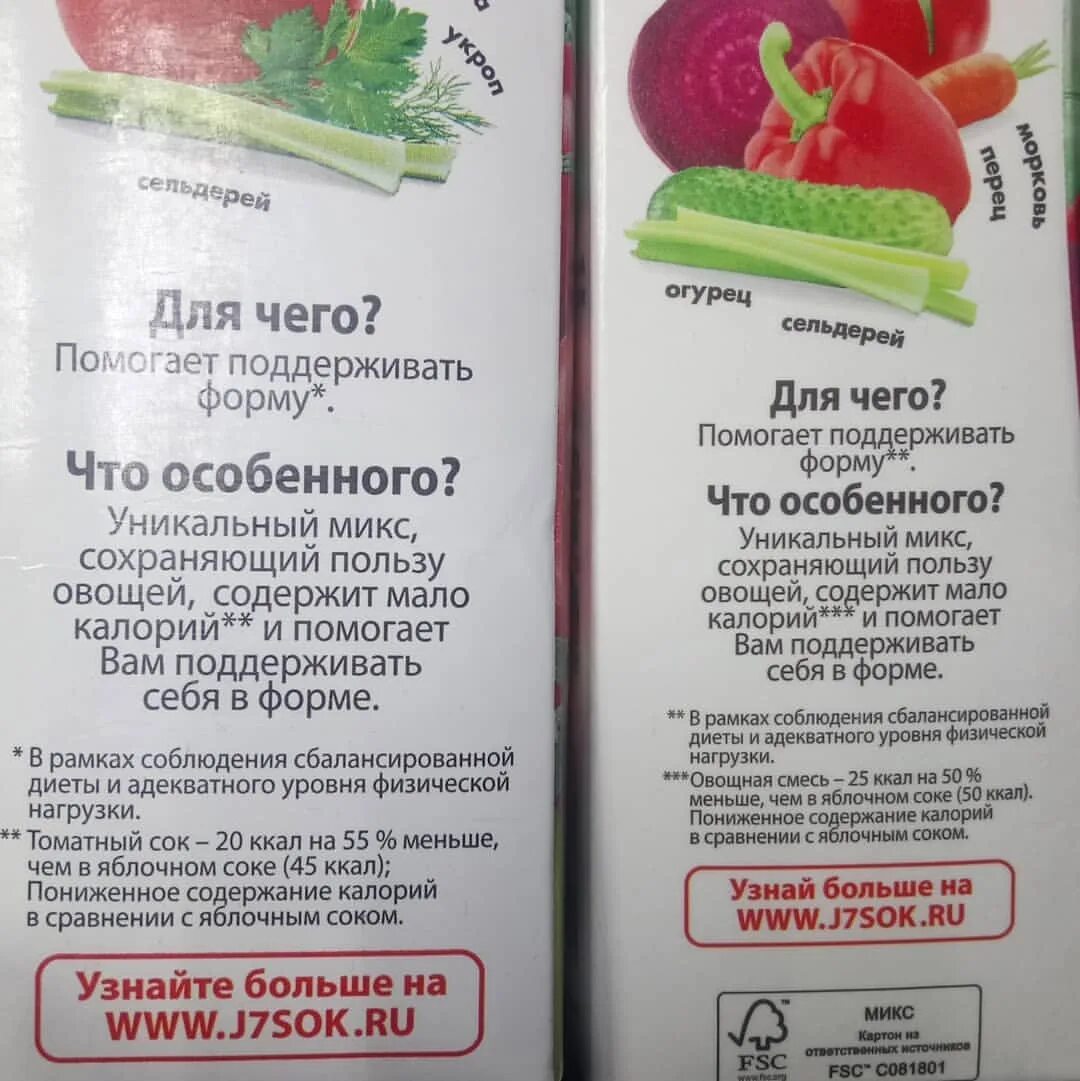 укроп
сельдерей
Для чего?
Помогает поддерживать
форму*.
Что особенного?
Уникальный микс,
сохраняющий пользу
овощей, содержит мало
калорий** и помогает
Вам поддерживать
себя в форме.
* В рамках соблюдения сбалансированной
диеты и адекватного уровня физической
нагрузки.
** Томатный сок – 20 ккал на 55 % меньше,
чем в яблочном соке (45 ккал);
Пониженное содержание калорий
в сравнении с яблочным соком.
Узнайте больше на
WWW.J7SOK.RU
морковь
перец
огурец
сельдерей
Для чего?
Помогает поддерживать
форму**.
Что особенного?
Уникальный микс,
сохраняющий пользу
овощей, содержит мало
калорий*** и помогает
Вам поддерживать
себя в форме.
** В рамках соблюдения сбалансированной
диеты и адекватного уровня физической
нагрузки.
***Овощная смесь – 25 ккал на 50 %
меньше, чем в яблочном соке (50 ккал).
Пониженное содержание калорий
в сравнении с яблочным соком.
Узнай больше на
WWW.J7SOK.RU
FSC
www.fsc.org
МИКС
Картон из
ответственных источников
FSC™ C081801